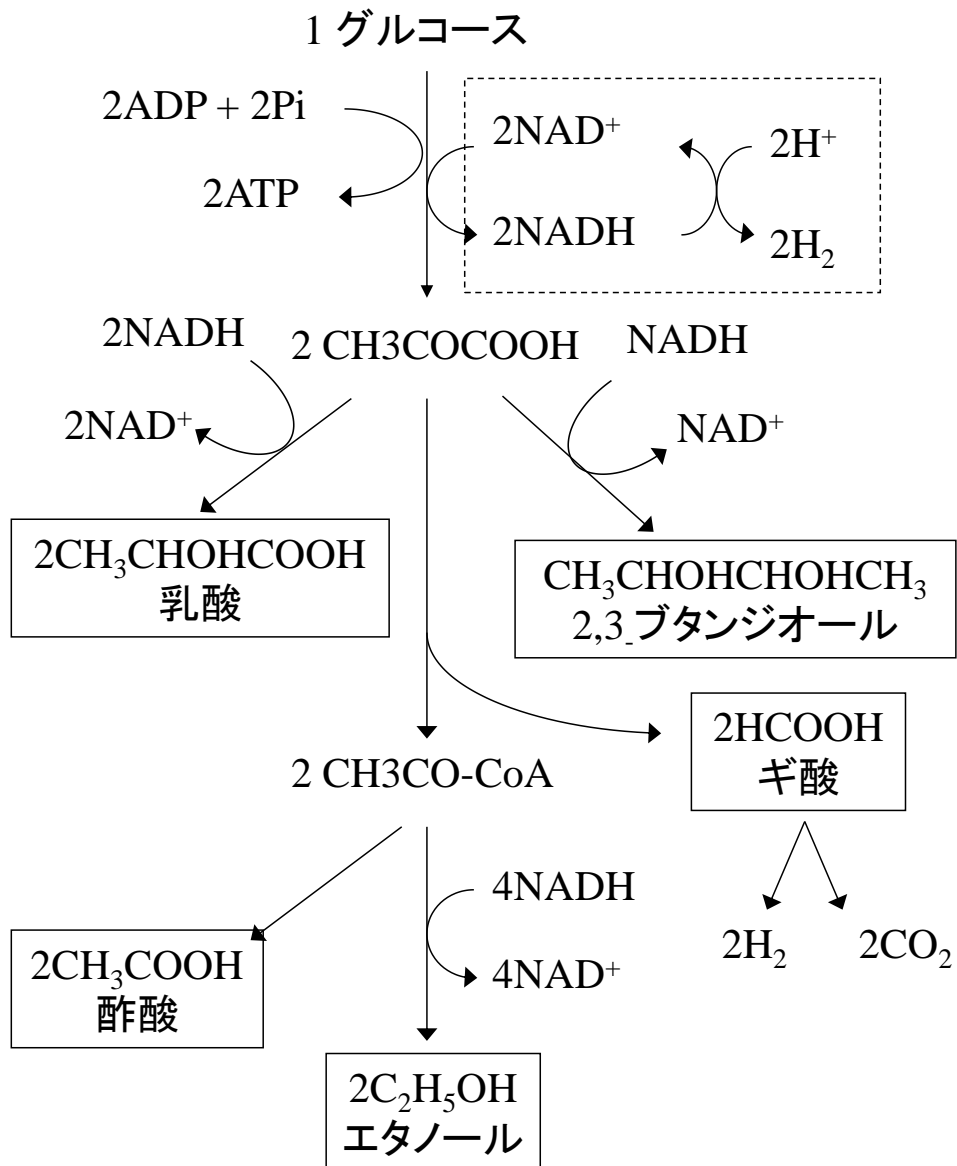 1 グルコース
2ADP + 2Pi
2ATP
2NAD⁺
2H⁺
2NADH
2H₂
2NADH
2 CH3COCOOH
NADH
2NAD⁺
NAD⁺
2CH₃CHOHCOOH
乳酸
CH₃CHOHCHOHCH₃
2,3-ブタンジオール
2HCOOH
ギ酸
2 CH3CO-CoA
4NADH
4NAD⁺
2H₂
2CO₂
2CH₃COOH
酢酸
2C₂H₅OH
エタノール